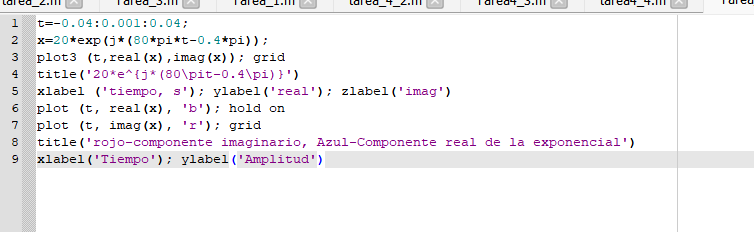 tarea_2.m tarea_3.m Tarea_1.m tarea_4_2.m Tarea4_3.m tarea4_4.m
1 t=-0.04:0.001:0.04;
2 x=20*exp(j*(80*pi*t-0.4*pi));
3 plot3 (t,real(x),imag(x)); grid
4 title('20*e^{j*(80\pit-0.4\pi)}')
5 xlabel ('tiempo, s'); ylabel('real'); zlabel('imag')
6 plot (t, real(x), 'b'); hold on
7 plot (t, imag(x), 'r'); grid
8 title('rojo-componente imaginario, Azul-Componente real de la exponencial')
9 xlabel('Tiempo'); ylabel('Amplitud')